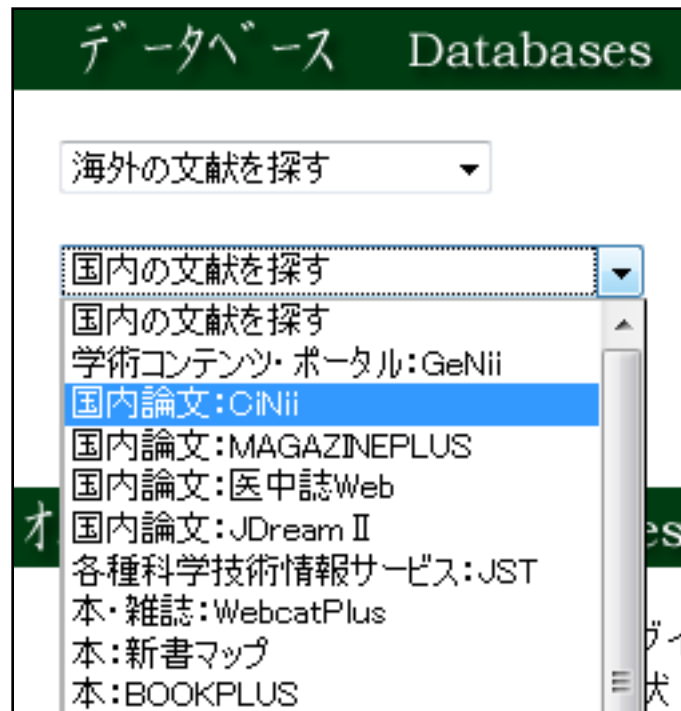 データベース Databases
海外の文献を探す
国内の文献を探す
国内の文献を探す
学術コンテンツ・ポータル:GeNii
国内論文:CiNii
国内論文:MAGAZINEPLUS
国内論文:医中誌Web
国内論文:JDreamⅡ
各種科学技術情報サービス:JST
本・雑誌:WebcatPlus
本:新書マップ
本:BOOKPLUS